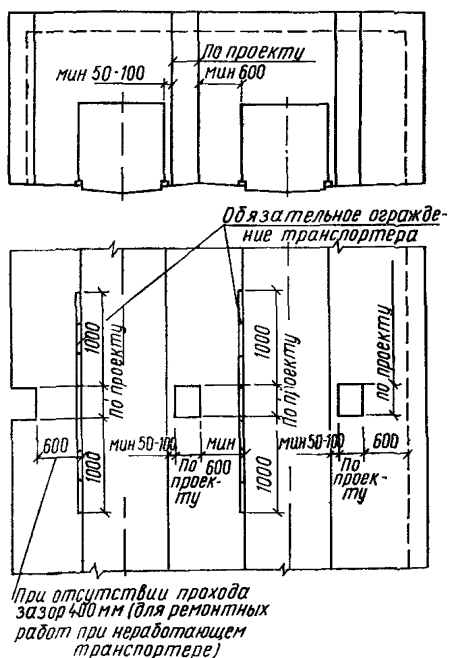 По проекту
мин 50-100
мин 600
Обязательное огражде-
ние транспортера
1000
По проекту
1000
1000
По проекту
1000
по проекту
600
мин 50-100
По
проек-
ту
мин
600
мин 50-100
По
проек-
ту
600
При отсутствии прохода
зазор 400 мм (для ремонтных
работ при неработающем
транспортере)